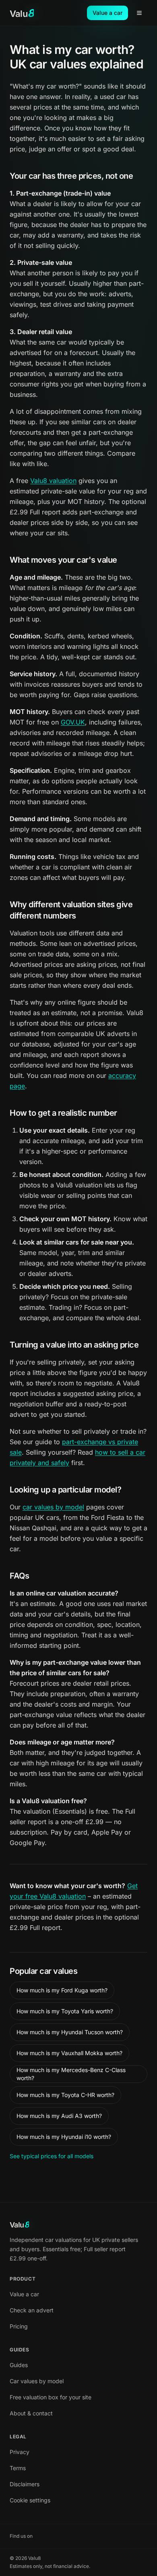 Valu8
Value a car
What is my car worth?
UK car values explained
"What's my car worth?" sounds like it should
have one answer. In reality, a used car has
several prices at the same time, and which
one you care about depends on what you're
doing. Once you know how they fit
together, it's much easier to set a fair asking
price, judge an offer or spot a good deal.
Your car has three prices, not one
1. Part-exchange (trade-in) value
What a dealer is likely to allow for your car
against another one. It's usually the lowest
figure, because the dealer has to prepare the
car, may add a warranty, and takes the risk
of it not selling quickly.
2. Private-sale value
What another person is likely to pay if
you sell it yourself. Usually higher than part-
exchange, but you do the work: adverts,
viewings, test drives and taking payment
safely.
3. Dealer retail value
What the same car would typically be
advertised for on a forecourt. Usually the
highest, because it often includes
preparation, a warranty and the extra
consumer rights you get when buying from a
business.
A lot of disappointment comes from mixing
these up. If you see similar cars on dealer
forecourts and then get a part-exchange
offer, the gap can feel unfair, but you're
comparing two different things. Compare
like with like.
A free Valu8 valuation gives you an
estimated private-sale value for your reg and
mileage, plus your MOT history. The optional
£2.99 Full report adds part-exchange and
dealer prices side by side, so you can see
where your car sits.
What moves your car's value
Age and mileage. These are the big two.
What matters is mileage for the car's age:
higher-than-usual miles generally bring the
value down, and genuinely low miles can
push it up.
Condition. Scuffs, dents, kerbed wheels,
worn interiors and warning lights all knock
the price. A tidy, well-kept car stands out.
Service history. A full, documented history
with invoices reassures buyers and tends to
be worth paying for. Gaps raise questions.
MOT history. Buyers can check every past
MOT for free on GOV.UK, including failures,
advisories and recorded mileage. A clean
record with mileage that rises steadily helps;
repeat advisories or a mileage drop hurt.
Specification. Engine, trim and gearbox
matter, as do options people actually look
for. Performance versions can be worth a lot
more than standard ones.
Demand and timing. Some models are
simply more popular, and demand can shift
with the season and local market.
Running costs. Things like vehicle tax and
whether a car is compliant with clean air
zones also affect what buyers will pay.
Why different valuation sites give
different numbers
Valuation tools use different data and
methods. Some lean on advertised prices,
some on trade data, some on a mix.
Advertised prices are asking prices, not final
sale prices, so they show where a market
starts rather than where every deal ends.
That's why any online figure should be
treated as an estimate, not a promise. Valu8
is upfront about this: our prices are
estimated from comparable UK adverts in
our database, adjusted for your car's age
and mileage, and each report shows a
confidence level and how the figure was
built. You can read more on our accuracy
page.
How to get a realistic number
1. Use your exact details. Enter your reg
and accurate mileage, and add your trim
if it's a higher-spec or performance
version.
2. Be honest about condition. Adding a few
photos to a Valu8 valuation lets us flag
visible wear or selling points that can
move the price.
3. Check your own MOT history. Know what
buyers will see before they ask.
4. Look at similar cars for sale near you.
Same model, year, trim and similar
mileage, and note whether they're private
or dealer adverts.
5. Decide which price you need. Selling
privately? Focus on the private-sale
estimate. Trading in? Focus on part-
exchange, and compare the whole deal.
Turning a value into an asking price
If you're selling privately, set your asking
price a little above the figure you'd be happy
with, so there's room to negotiate. A Valu8
Full report includes a suggested asking price, a
negotiation buffer and a ready-to-post
advert to get you started.
Not sure whether to sell privately or trade in?
See our guide to part-exchange vs private
sale. Selling yourself? Read how to sell a car
privately and safely first.
Looking up a particular model?
Our car values by model pages cover
popular UK cars, from the Ford Fiesta to the
Nissan Qashqai, and are a quick way to get a
feel for a model before you value a specific
car.
FAQs
Is an online car valuation accurate?
It's an estimate. A good one uses real market
data and your car's details, but the final
price depends on condition, spec, location,
timing and negotiation. Treat it as a well-
informed starting point.
Why is my part-exchange value lower than
the price of similar cars for sale?
Forecourt prices are dealer retail prices.
They include preparation, often a warranty
and the dealer's costs and margin. Your
part-exchange value reflects what the
dealer can pay before all of that.
Does mileage or age matter more?
Both matter, and they're judged together. A
car with high mileage for its age will usually
be worth less than the same car with typical
miles.
Is a Valu8 valuation free?
The valuation (Essentials) is free. The Full
seller report is a one-off £2.99 — no
subscription. Pay by card, Apple Pay or
Google Pay.
Want to know what your car's worth? Get
your free Valu8 valuation – an estimated
private-sale price from your reg, with part-
exchange and dealer prices in the optional
£2.99 Full report.
Popular car values
How much is my Ford Kuga worth?
How much is my Toyota Yaris worth?
How much is my Hyundai Tucson worth?
How much is my Vauxhall Mokka worth?
How much is my Mercedes-Benz C-Class
worth?
How much is my Toyota C-HR worth?
How much is my Audi A3 worth?
How much is my Hyundai i10 worth?
See typical prices for all models
Valu8
Independent car valuations for UK private sellers
and buyers. Essentials free; Full seller report
£2.99 one-off.
PRODUCT
Value a car
Check an advert
Pricing
GUIDES
Guides
Car values by model
Free valuation box for your site
About & contact
LEGAL
Privacy
Terms
Disclaimers
Cookie settings
Find us on
© 2026 Valu8
Estimates only, not financial advice.